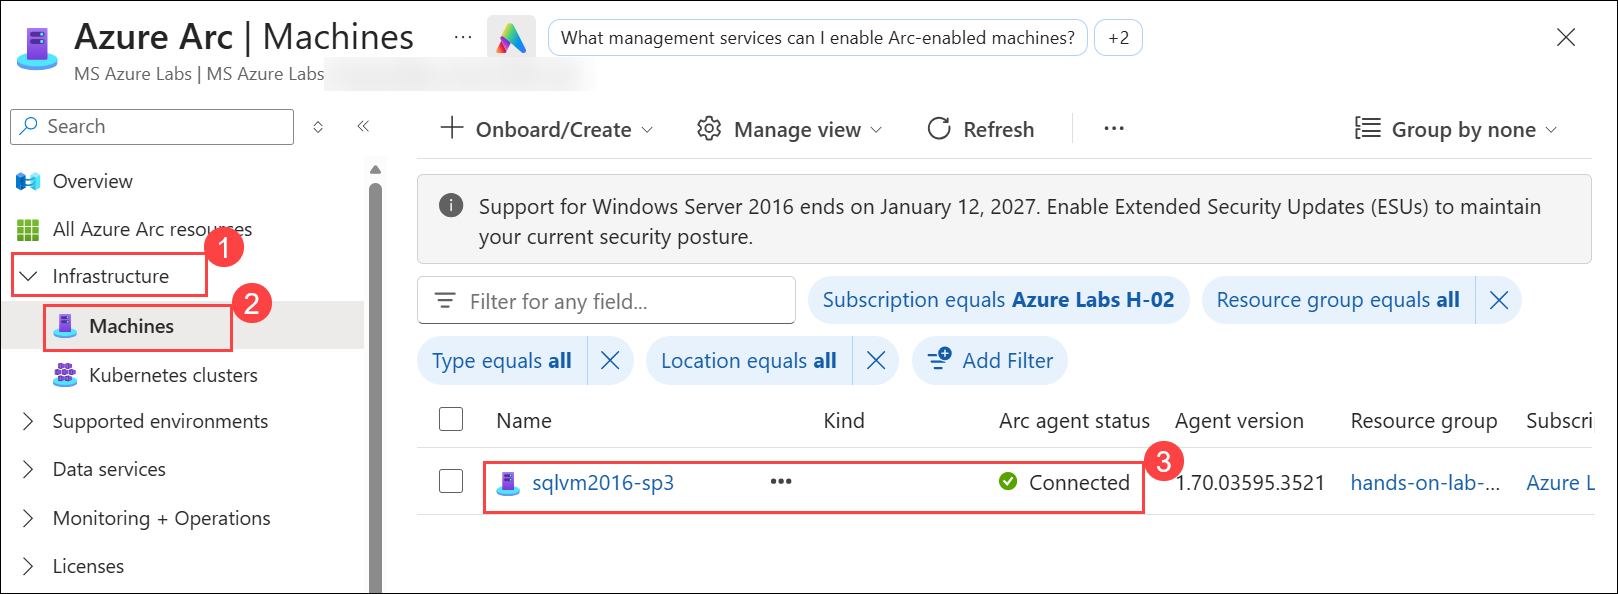 Azure Arc | Machines ...
What management services can I enable Arc-enabled machines?
+2
MS Azure Labs | MS Azure Labs
Search
Onboard/Create
Manage view
Refresh
...
Group by none
Overview
All Azure Arc resources
1
Infrastructure
2
Machines
Kubernetes clusters
Supported environments
Data services
Monitoring + Operations
Licenses
Support for Windows Server 2016 ends on January 12, 2027. Enable Extended Security Updates (ESUs) to maintain
your current security posture.
Filter for any field...
Subscription equals Azure Labs H-02
Resource group equals all
Type equals all
Location equals all
Add Filter
Name Kind Arc agent status Agent version Resource group Subscri
3
sqlvm2016-sp3 ... Connected 1.70.03595.3521 hands-on-lab-... Azure L